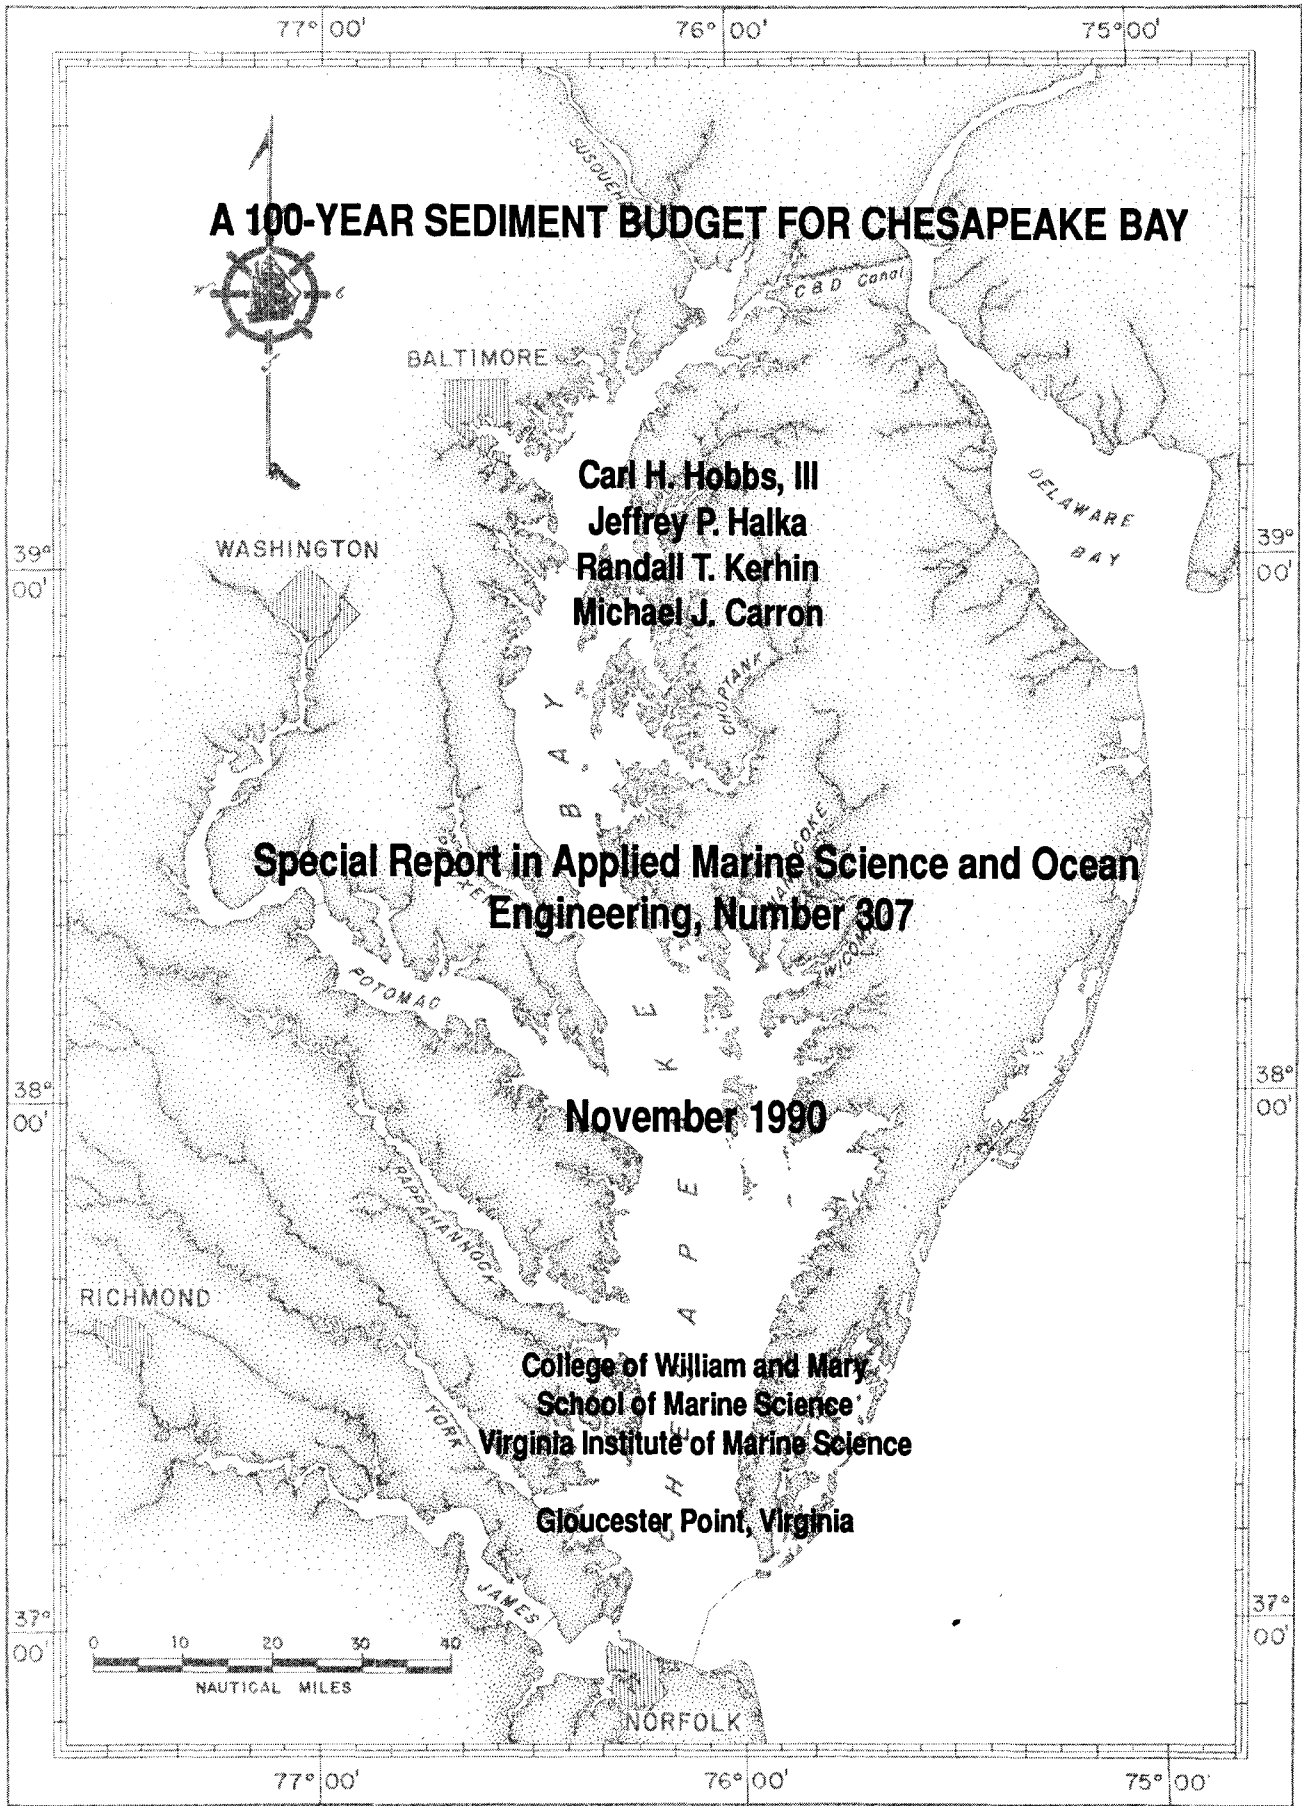 77° 00'
76° 00'
75° 00'
A 100-YEAR SEDIMENT BUDGET FOR CHESAPEAKE BAY
C&D Canal
BALTIMORE
Carl H. Hobbs, III
Jeffrey P. Halka
Randall T. Kerhin
Michael J. Carron
DELAWARE
BAY
WASHINGTON
39°
00'
39°
00'
CHOPTANK
BAY
Special Report in Applied Marine Science and Ocean
Engineering, Number 307
POTOMAC
38°
00'
38°
00'
November 1990
RAPPAHANNOCK
RICHMOND
College of William and Mary
School of Marine Science
YORK
Virginia Institute of Marine Science
Gloucester Point, Virginia
JAMES
37°
00'
37°
00'
0 10 20 30 40
NAUTICAL MILES
NORFOLK
77° 00'
76° 00'
75° 00'